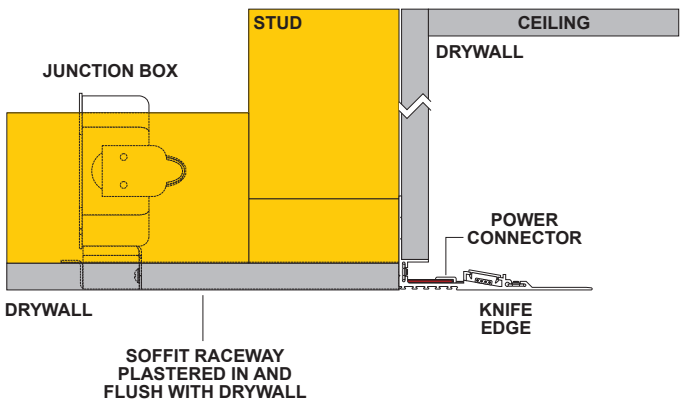 STUD
CEILING
DRYWALL
JUNCTION BOX
POWER
CONNECTOR
DRYWALL
KNIFE
EDGE
SOFFIT RACEWAY
PLASTERED IN AND
FLUSH WITH DRYWALL